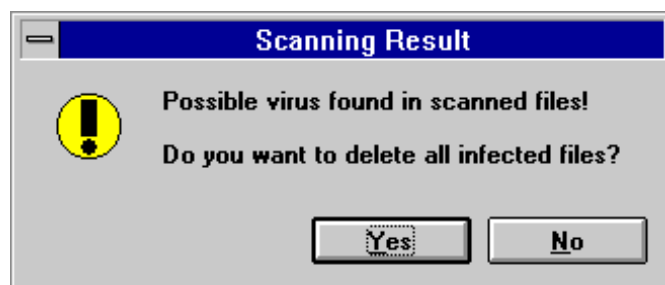 Scanning Result
Possible virus found in scanned files!
Do you want to delete all infected files?
Yes No